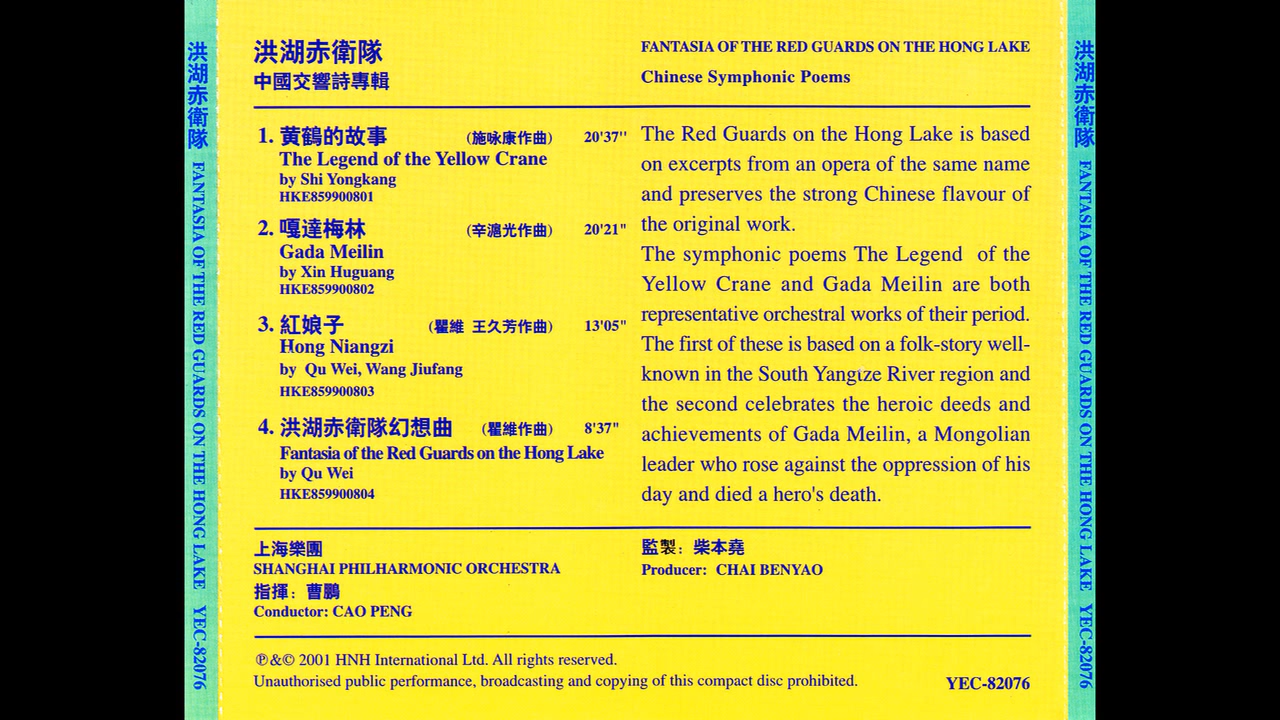 洪湖赤衛隊 FANTASIA OF THE RED GUARDS ON THE HONG LAKE YEC-82076
洪湖赤衛隊
中國交響詩專輯
FANTASIA OF THE RED GUARDS ON THE HONG LAKE
Chinese Symphonic Poems
1. 黄鶴的故事 (施咏康作曲) 20'37''
The Legend of the Yellow Crane
by Shi Yongkang
HKE859900801
2. 嘎達梅林 (辛滬光作曲) 20'21"
Gada Meilin
by Xin Huguang
HKE859900802
3. 紅娘子 (瞿維 王久芳作曲) 13'05"
Hong Niangzi
by Qu Wei, Wang Jiufang
HKE859900803
4. 洪湖赤衛隊幻想曲 (瞿維作曲) 8'37"
Fantasia of the Red Guards on the Hong Lake
by Qu Wei
HKE859900804
The Red Guards on the Hong Lake is based
on excerpts from an opera of the same name
and preserves the strong Chinese flavour of
the original work.
The symphonic poems The Legend of the
Yellow Crane and Gada Meilin are both
representative orchestral works of their period.
The first of these is based on a folk-story well-
known in the South Yangtze River region and
the second celebrates the heroic deeds and
achievements of Gada Meilin, a Mongolian
leader who rose against the oppression of his
day and died a hero's death.
上海樂團
SHANGHAI PHILHARMONIC ORCHESTRA
指揮：曹鵬
Conductor: CAO PENG
監製：柴本堯
Producer: CHAI BENYAO
℗&© 2001 HNH International Ltd. All rights reserved.
Unauthorised public performance, broadcasting and copying of this compact disc prohibited.
YEC-82076
洪湖赤衛隊 FANTASIA OF THE RED GUARDS ON THE HONG LAKE YEC-82076